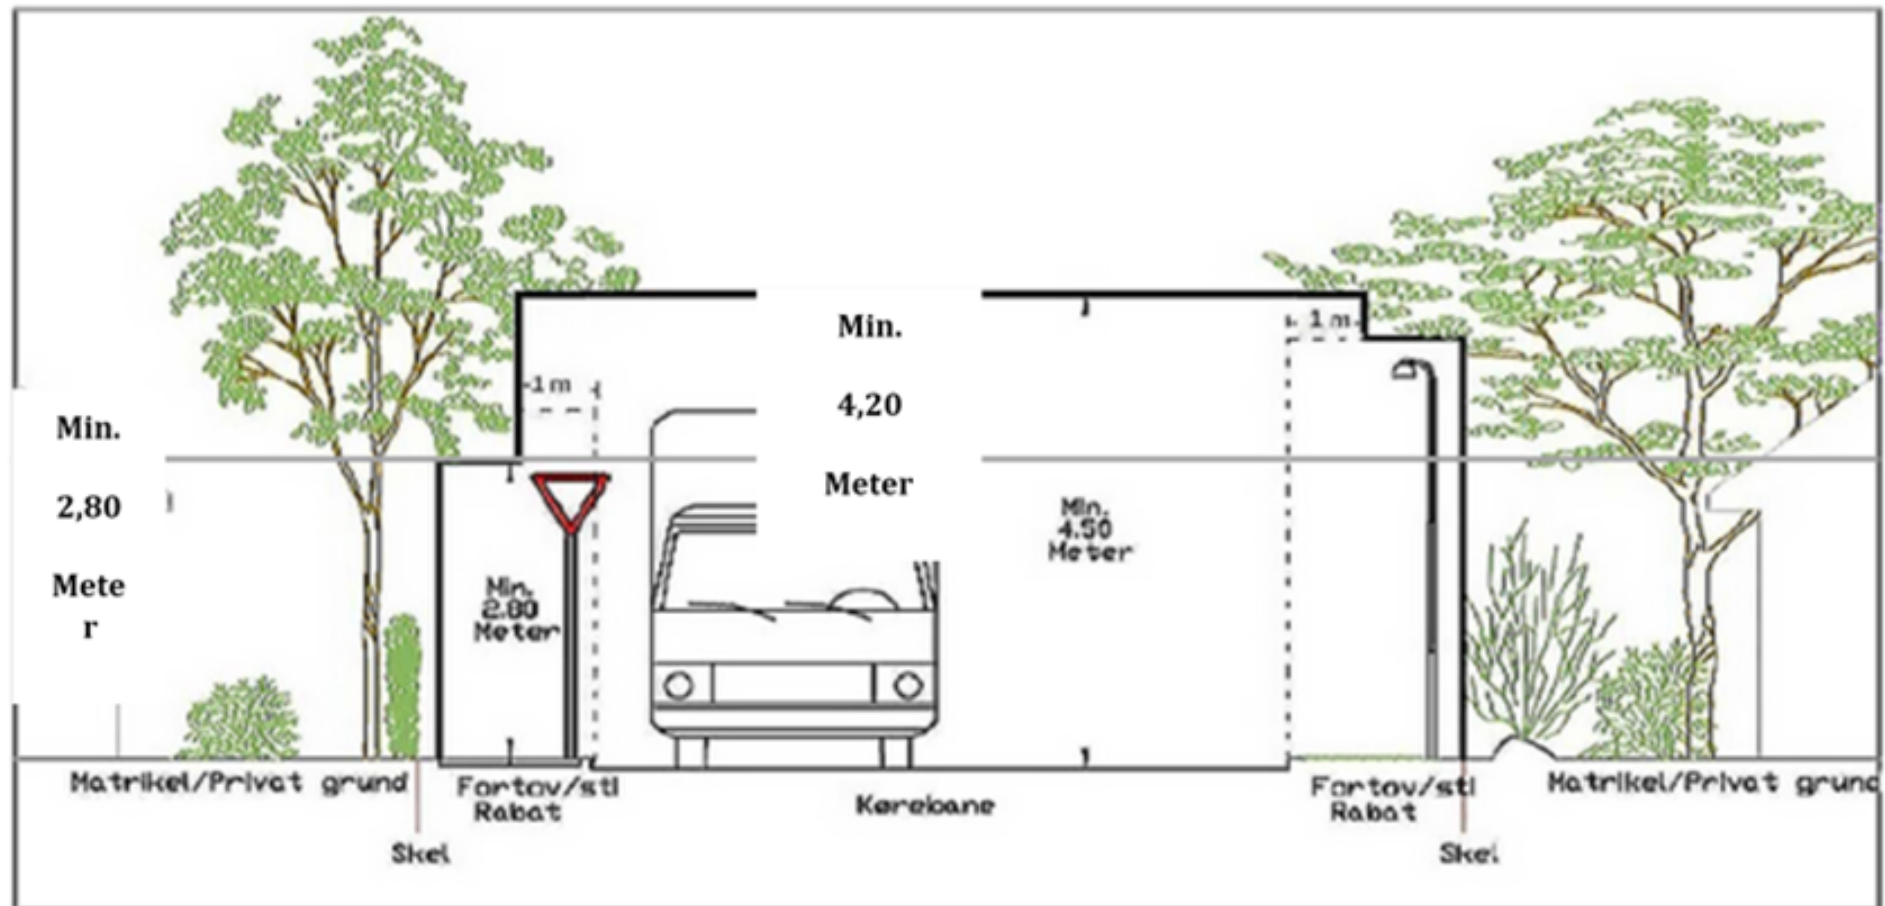 Min.
4,20
Meter
1 m
1 m
Min.
2,80
Mete
r
Min.
4.50
Meter
Min.
2.80
Meter
Matrikel/Privat grund
Fortov/sti
Rabat
Kørebane
Fortov/sti
Rabat
Matrikel/Privat grund
Skel
Skel